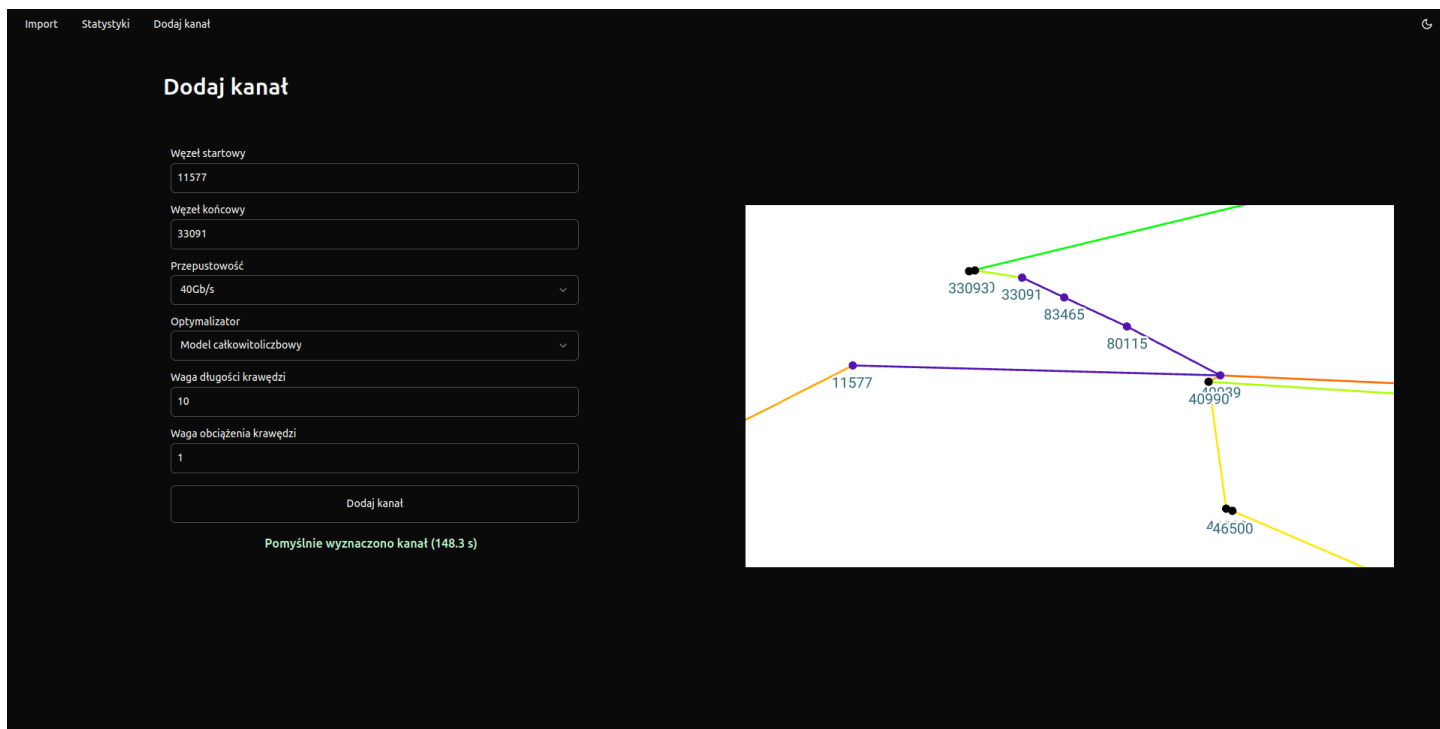 Import Statystyki Dodaj kanał
Dodaj kanał
Węzeł startowy
11577
Węzeł końcowy
33091
Przepustowość
40Gb/s
Optymalizator
Model całkowitoliczbowy
Waga długości krawędzi
10
Waga obciążenia krawędzi
1
Dodaj kanał
Pomyślnie wyznaczono kanał (148.3 s)
33093
33091
83465
80115
11577
40990
46500